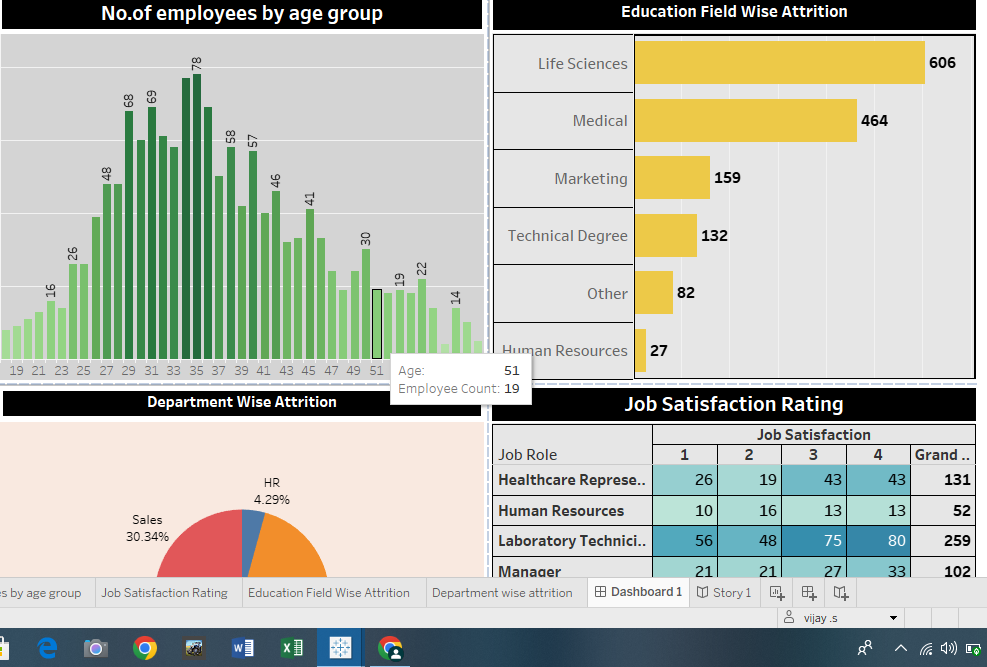 No.of employees by age group
78
68
69
58
57
48
46
41
30
26
22
19
16
14
19 21 23 25 27 29 31 33 35 37 39 41 43 45 47 49 51
Age: 51
Employee Count: 19
Education Field Wise Attrition
Life Sciences 606
Medical 464
Marketing 159
Technical Degree 132
Other 82
Human Resources 27
Department Wise Attrition
HR
4.29%
Sales
30.34%
Job Satisfaction Rating
Job Satisfaction
Job Role 1 2 3 4 Grand ..
Healthcare Represe.. 26 19 43 43 131
Human Resources 10 16 13 13 52
Laboratory Technici.. 56 48 75 80 259
Manager 21 21 27 33 102
es by age group Job Satisfaction Rating Education Field Wise Attrition Department wise attrition Dashboard 1 Story 1
vijay .s